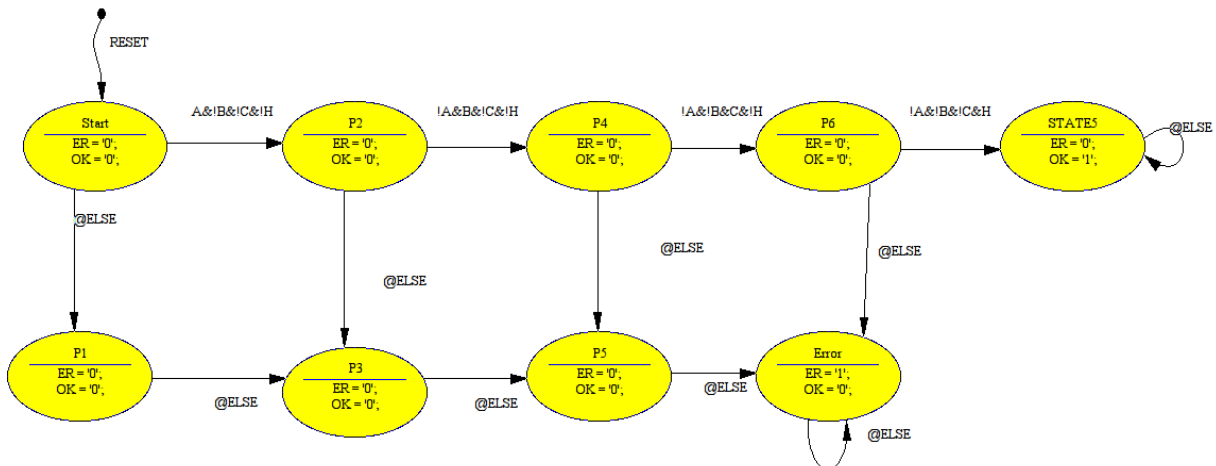 RESET
A&!B&!C&!H
!A&B&!C&!H
!A&!B&C&!H
!A&!B&C&H
Start
ER = '0';
OK = '0';
P2
ER = '0';
OK = '0';
P4
ER = '0';
OK = '0';
P6
ER = '0';
OK = '0';
STATE5
ER = '0';
OK = '1';
@ELSE
@ELSE
@ELSE
@ELSE
@ELSE
P1
ER = '0';
OK = '0';
P3
ER = '0';
OK = '0';
P5
ER = '0';
OK = '0';
Error
ER = '1';
OK = '0';
@ELSE
@ELSE
@ELSE
@ELSE